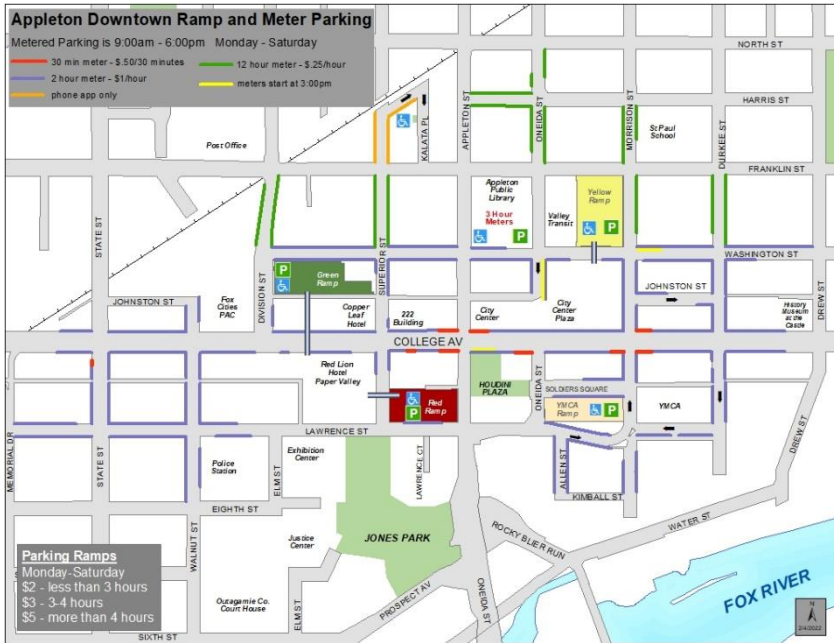 Appleton Downtown Ramp and Meter Parking
Metered Parking is 9:00am - 6:00pm Monday - Saturday
30 min meter - $.50/30 minutes
12 hour meter - $.25/hour
2 hour meter - $1/hour
meters start at 3:00pm
phone app only
NORTH ST
HARRIS ST
KALATA PL
APPLETON ST
ONEIDA ST
MORRISON ST
DURKEE ST
St Paul
School
Post Office
FRANKLIN ST
STATE ST
Appleton
Public
Library
3 Hour
Meters
P
Valley
Transit
Yellow
Ramp
P
SUPERIOR ST
WASHINGTON ST
DIVISION ST
P
Green
Ramp
JOHNSTON ST
Fox
Cities
PAC
Copper
Leaf
Hotel
222
Building
City
Center
City
Center
Plaza
JOHNSTON ST
History
Museum
at the
Castle
DREW ST
COLLEGE AV
Red Lion
Hotel
Paper Valley
Red
Ramp
P
HOUDINI
PLAZA
ONEIDA ST
SOLDIERS SQUARE
YMCA
Ramp
P
YMCA
LAWRENCE ST
MEMORIAL DR
STATE ST
Police
Station
ELM ST
Exhibition
Center
LAWRENCE CT
ALLEN ST
KIMBALL ST
DREW ST
EIGHTH ST
WALNUT ST
Justice
Center
JONES PARK
ROCKY BLIER RUN
WATER ST
Parking Ramps
Monday-Saturday
$2 - less than 3 hours
$3 - 3-4 hours
$5 - more than 4 hours
Outagamie Co.
Court House
ELM ST
PROSPECT AV
ONEIDA ST
FOX RIVER
SIXTH ST
N
2/4/2022